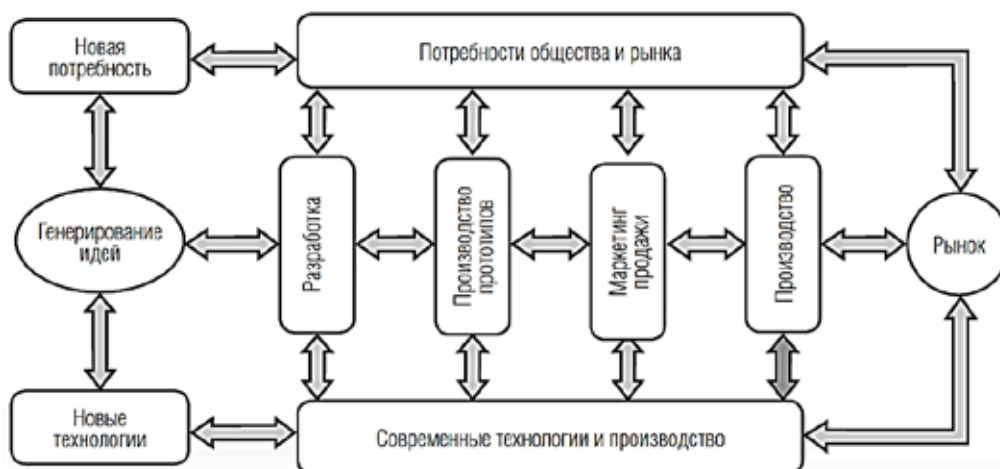 Новая
потребность
Потребности общества и рынка
Генерирование
идей
Разработка
Производство
прототипов
Маркетинг
продажи
Производство
Рынок
Новые
технологии
Современные технологии и производство